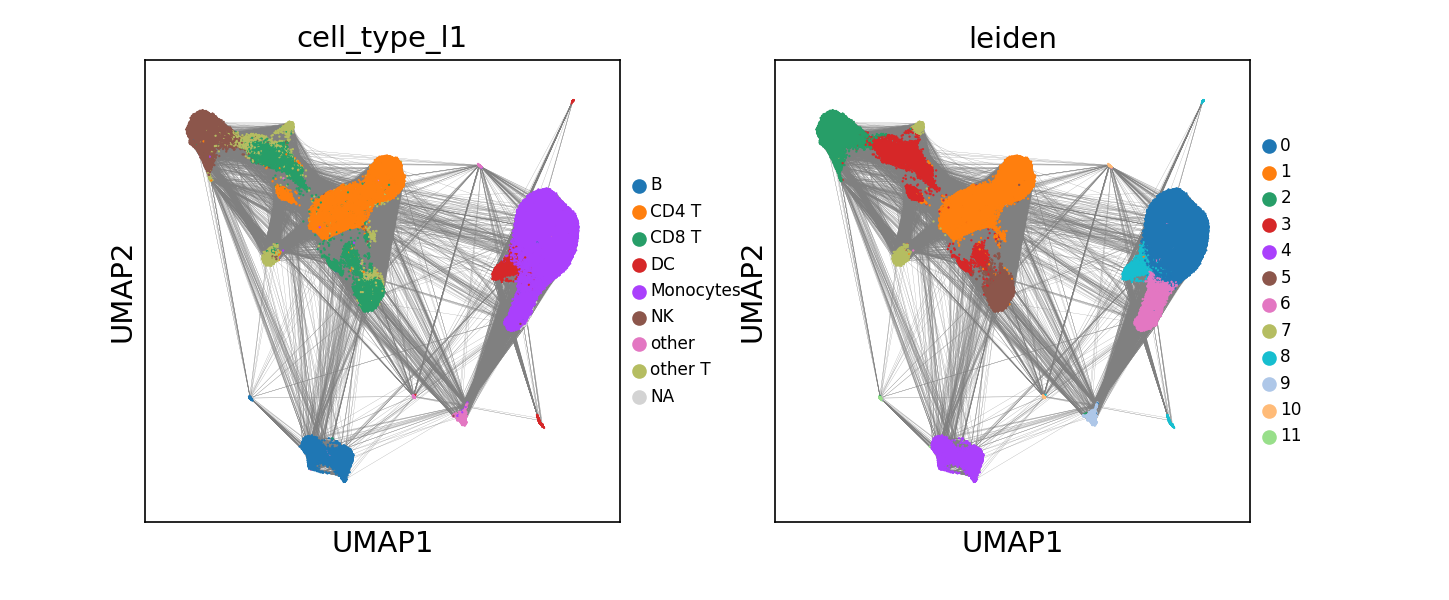 cell_type_l1
UMAP2
UMAP1
B
CD4 T
CD8 T
DC
Monocytes
NK
other
other T
NA
leiden
UMAP2
UMAP1
0
1
2
3
4
5
6
7
8
9
10
11